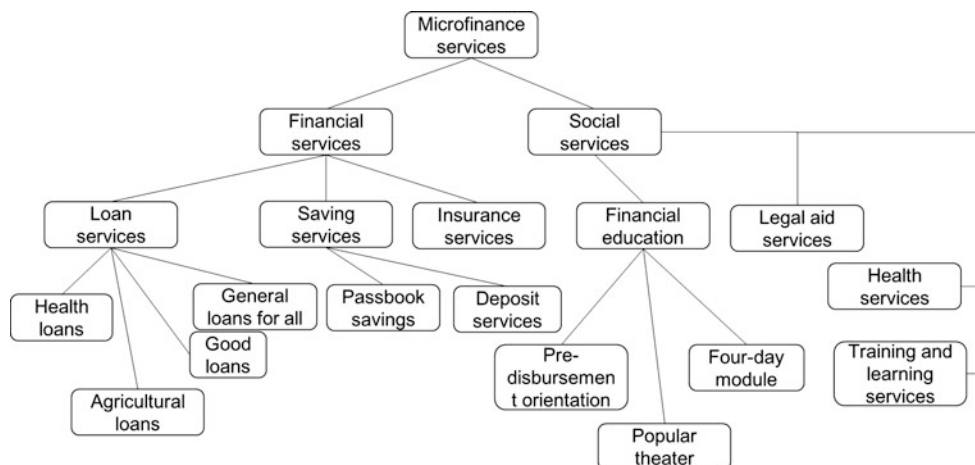 Microfinance
services
Financial
services
Social
services
Loan
services
Saving
services
Insurance
services
Financial
education
Legal aid
services
Health
loans
General
loans for all
Passbook
savings
Deposit
services
Health
services
Good
loans
Agricultural
loans
Pre-
disbursemen
t orientation
Four-day
module
Training and
learning
services
Popular
theater